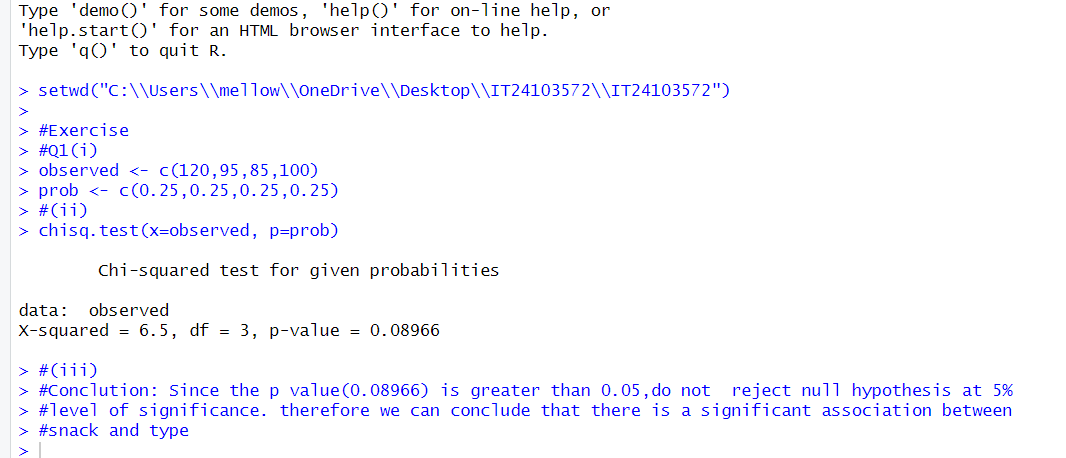 Type 'demo()' for some demos, 'help()' for on-line help, or
'help.start()' for an HTML browser interface to help.
Type 'q()' to quit R.
> setwd("C:\\Users\\mellow\\OneDrive\\Desktop\\IT24103572\\IT24103572")
>
> #Exercise
> #Q1(i)
> observed <- c(120,95,85,100)
> prob <- c(0.25,0.25,0.25,0.25)
> #(ii)
> chisq.test(x=observed, p=prob)
Chi-squared test for given probabilities
data:  observed
X-squared = 6.5, df = 3, p-value = 0.08966
> #(iii)
> #Conclution: Since the p value(0.08966) is greater than 0.05,do not  reject null hypothesis at 5%
> #level of significance. therefore we can conclude that there is a significant association between
> #snack and type
>